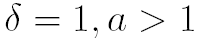 δ = 1, a > 1